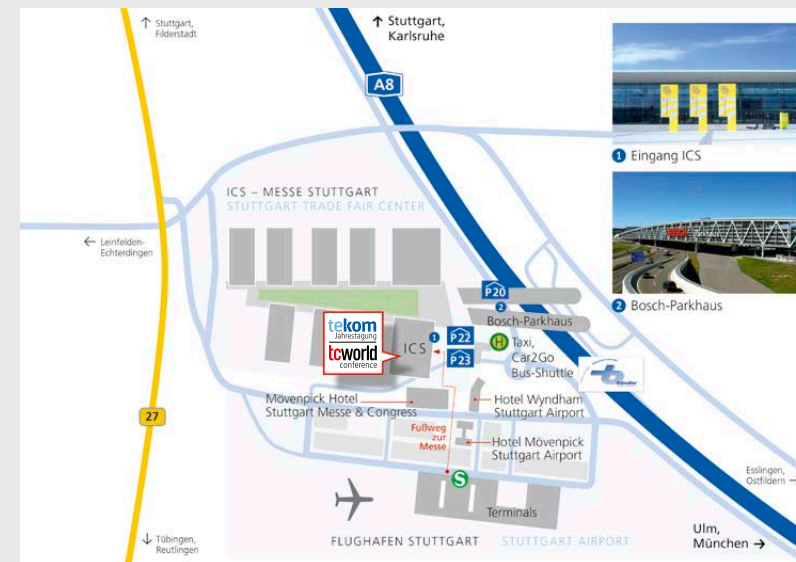 Stuttgart,
Filderstadt
Stuttgart,
Karlsruhe
A8
1 Eingang ICS
ICS – MESSE STUTTGART
STUTTGART TRADE FAIR CENTER
Leinfelden-
Echterdingen
P20
2
2 Bosch-Parkhaus
Bosch-Parkhaus
tekom
Jahrestagung
tcworld
conference
ICS
1
P22
P23
H
Taxi,
Car2Go
Bus-Shuttle
Mövenpick Hotel
Stuttgart Messe & Congress
Hotel Wyndham
Stuttgart Airport
27
Fußweg
zur
Messe
Hotel Mövenpick
Stuttgart Airport
S
Esslingen,
Ostfildern
Terminals
Ulm,
München
Tübingen,
Reutlingen
FLUGHAFEN STUTTGART
STUTTGART AIRPORT